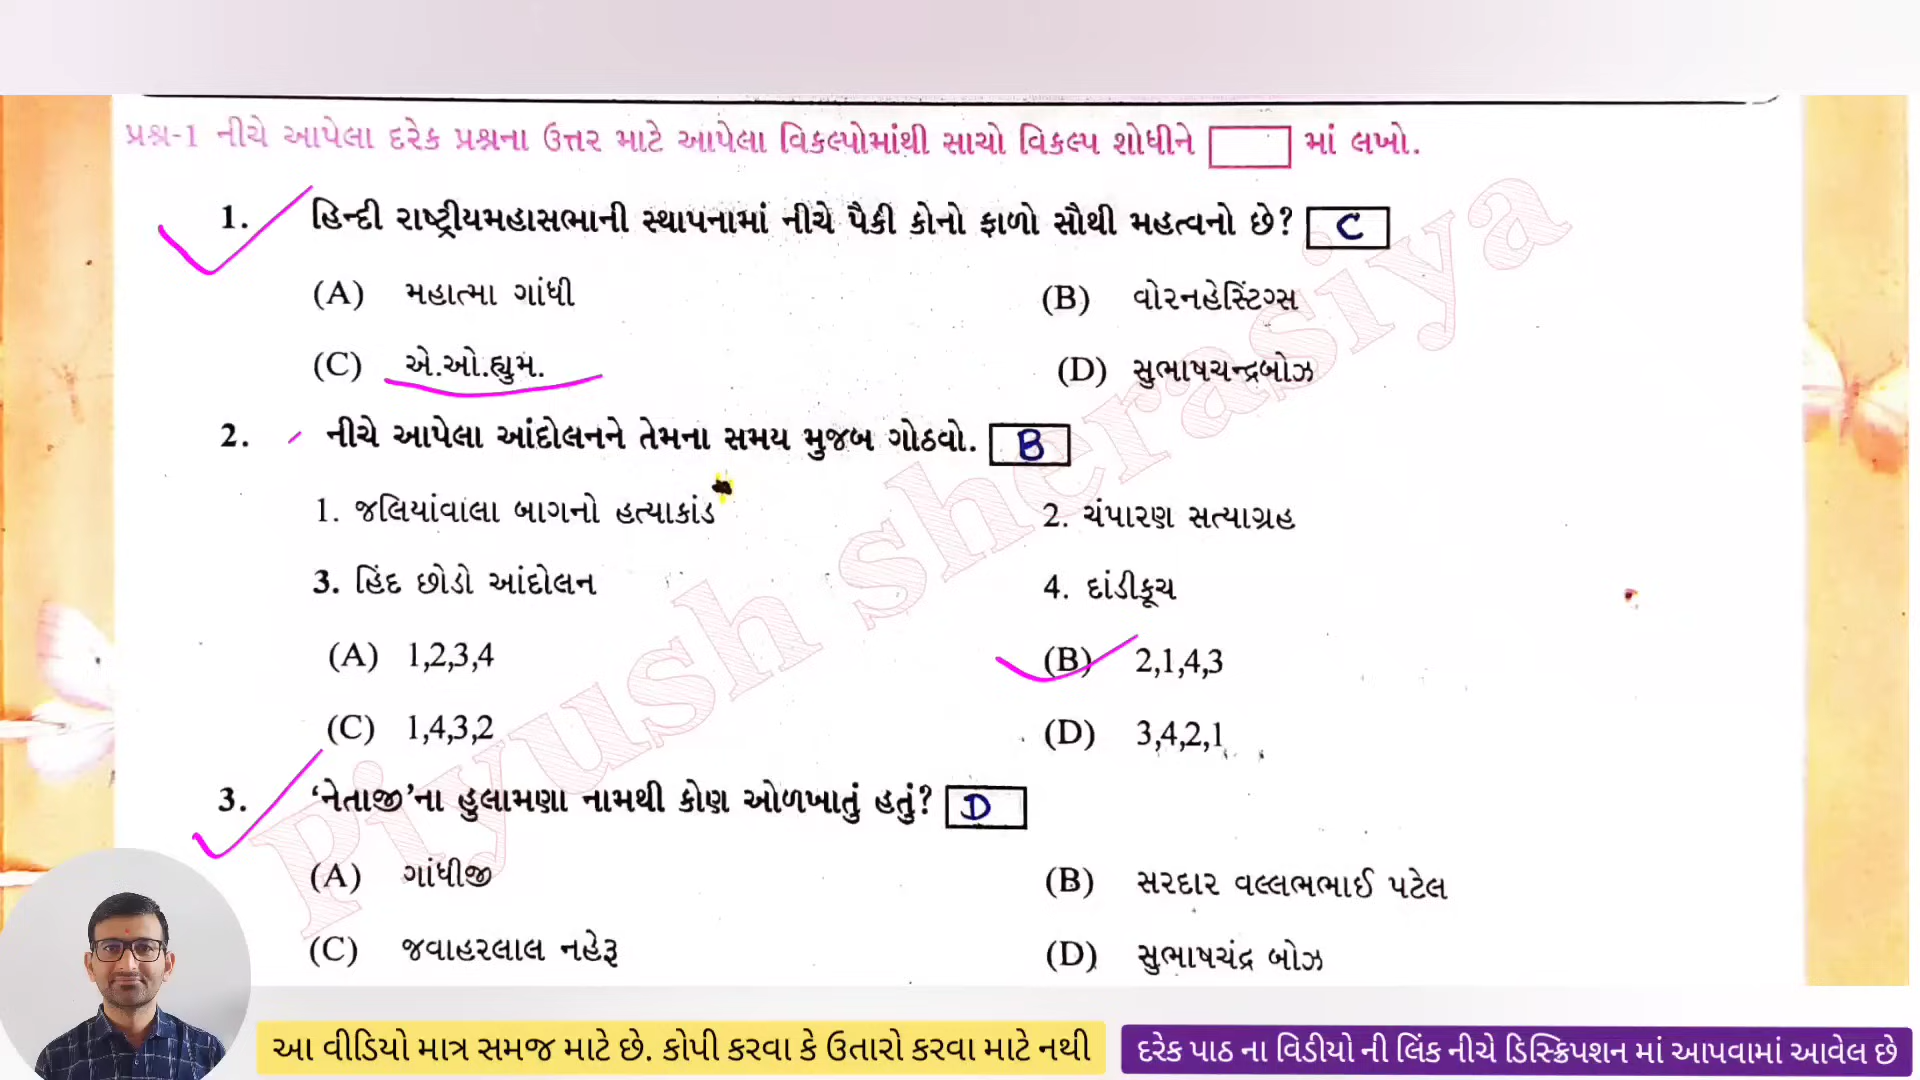 પ્રશ્ન-1 નીચે આપેલા દરેક પ્રશ્નના ઉત્તર માટે આપેલા વિકલ્પોમાંથી સાચો વિકલ્પ શોધીને માં લખો.
1. હિન્દી રાષ્ટ્રીયમહાસભાની સ્થાપનામાં નીચે પૈકી કોનો ફાળો સૌથી મહત્વનો છે? C
(A) મહાત્મા ગાંધી (B) વોરનહેસ્ટિંગ્સ
(C) એ.ઓ.હ્યુમ. (D) સુભાષચન્દ્રબોઝ
2. નીચે આપેલા આંદોલનને તેમના સમય મુજબ ગોઠવો. B
1. જલિયાંવાલા બાગનો હત્યાકાંડ 2. ચંપારણ સત્યાગ્રહ
3. હિંદ છોડો આંદોલન 4. દાંડીકૂચ
(A) 1,2,3,4 (B) 2,1,4,3
(C) 1,4,3,2 (D) 3,4,2,1
3. ‘નેતાજી’ના હુલામણા નામથી કોણ ઓળખાતું હતું? D
(A) ગાંધીજી (B) સરદાર વલ્લભભાઈ પટેલ
(C) જવાહરલાલ નહેરૂ (D) સુભાષચંદ્ર બોઝ
Piyush sherasiya
આ વીડિયો માત્ર સમજ માટે છે. કોપી કરવા કે ઉતારો કરવા માટે નથી
દરેક પાઠ ના વિડીયો ની લિંક નીચે ડિસ્ક્રિપશન માં આપવામાં આવેલ છે